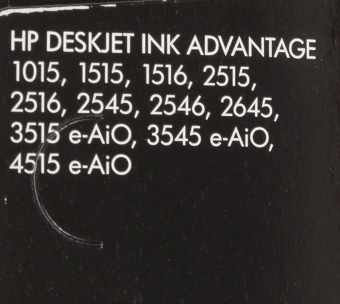 HP DESKJET INK ADVANTAGE
1015, 1515, 1516, 2515,
2516, 2545, 2546, 2645,
3515 e-AiO, 3545 e-AiO,
4515 e-AiO